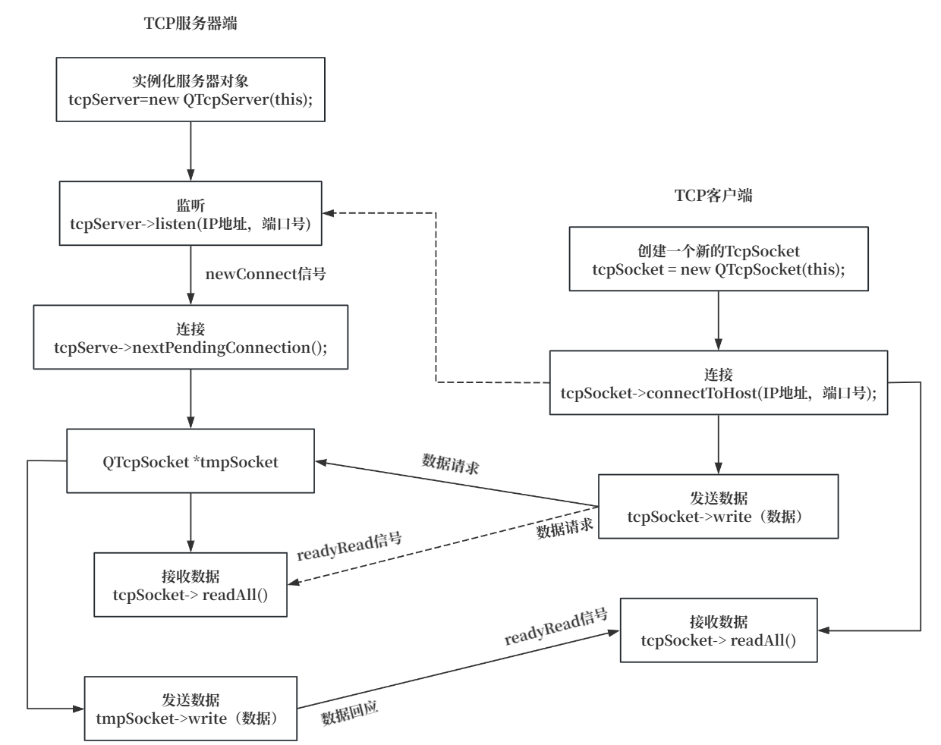 TCP服务器端
实例化服务器对象
tcpServer=new QTcpServer(this);
监听
tcpServer->listen(IP地址，端口号)
newConnect信号
连接
tcpServe->nextPendingConnection();
QTcpSocket *tmpSocket
接收数据
tcpSocket-> readAll()
发送数据
tmpSocket->write（数据）
TCP客户端
创建一个新的TcpSocket
tcpSocket = new QTcpSocket(this);
连接
tcpSocket->connectToHost(IP地址，端口号);
发送数据
tcpSocket->write（数据）
接收数据
tcpSocket-> readAll()
数据请求
数据请求
readyRead信号
readyRead信号
数据回应